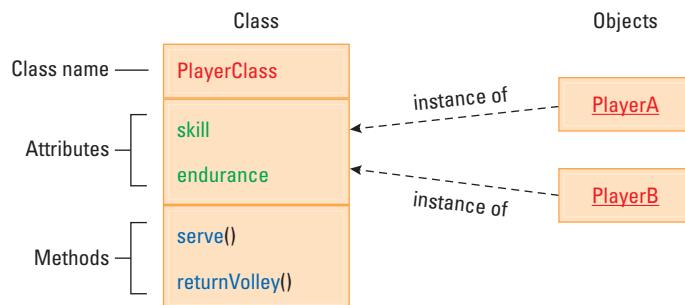 Class
Objects
Class name
PlayerClass
instance of
PlayerA
Attributes
skill
endurance
instance of
PlayerB
Methods
serve()
returnVolley()